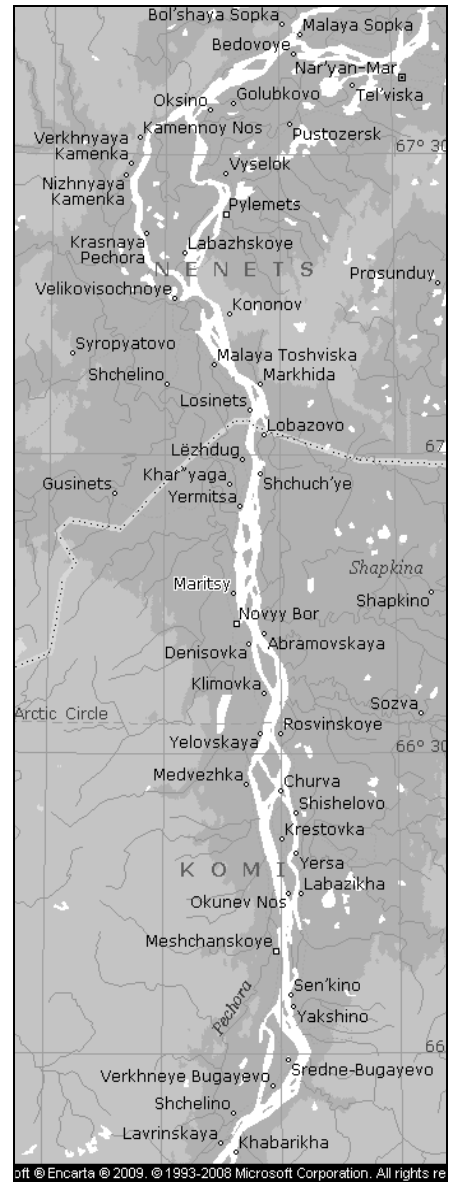 Bol'shaya Sopka
Malaya Sopka
Bedovoye
Nar'yan-Mar
Tel'viska
Oksino
Golubkovo
Kamennoy Nos
Pustozersk
Verkhnyaya
Kamenka
67° 30
Vyselok
Nizhnyaya
Kamenka
Pylemets
Krasnaya
Pechora
Labazhskoye
NENETS
Prosunduy
Velikovisochnoye
Kononov
Syropyatovo
Malaya Toshviska
Shchelino
Markhida
Losinets
Lobazovo
67
Lëzhdug
Khar"yaga
Shchuch'ye
Gusinets
Yermitsa
Shapkina
Maritsy
Shapkino
Novyy Bor
Abramovskaya
Denisovka
Klimovka
Sozva
Arctic Circle
Rosvinskoye
Yelovskaya
66° 30
Medvezhka
Churva
Shishelovo
Krestovka
Yersa
KOMI
Labazikha
Okunev Nos
Meshchanskoye
Sen'kino
Pechora
Yakshino
66
Sredne-Bugayevo
Verkhneye Bugayevo
Shchelino
Lavrinskaya
Khabarikha
oft ® Encarta ® 2009. © 1993-2008 Microsoft Corporation. All rights re